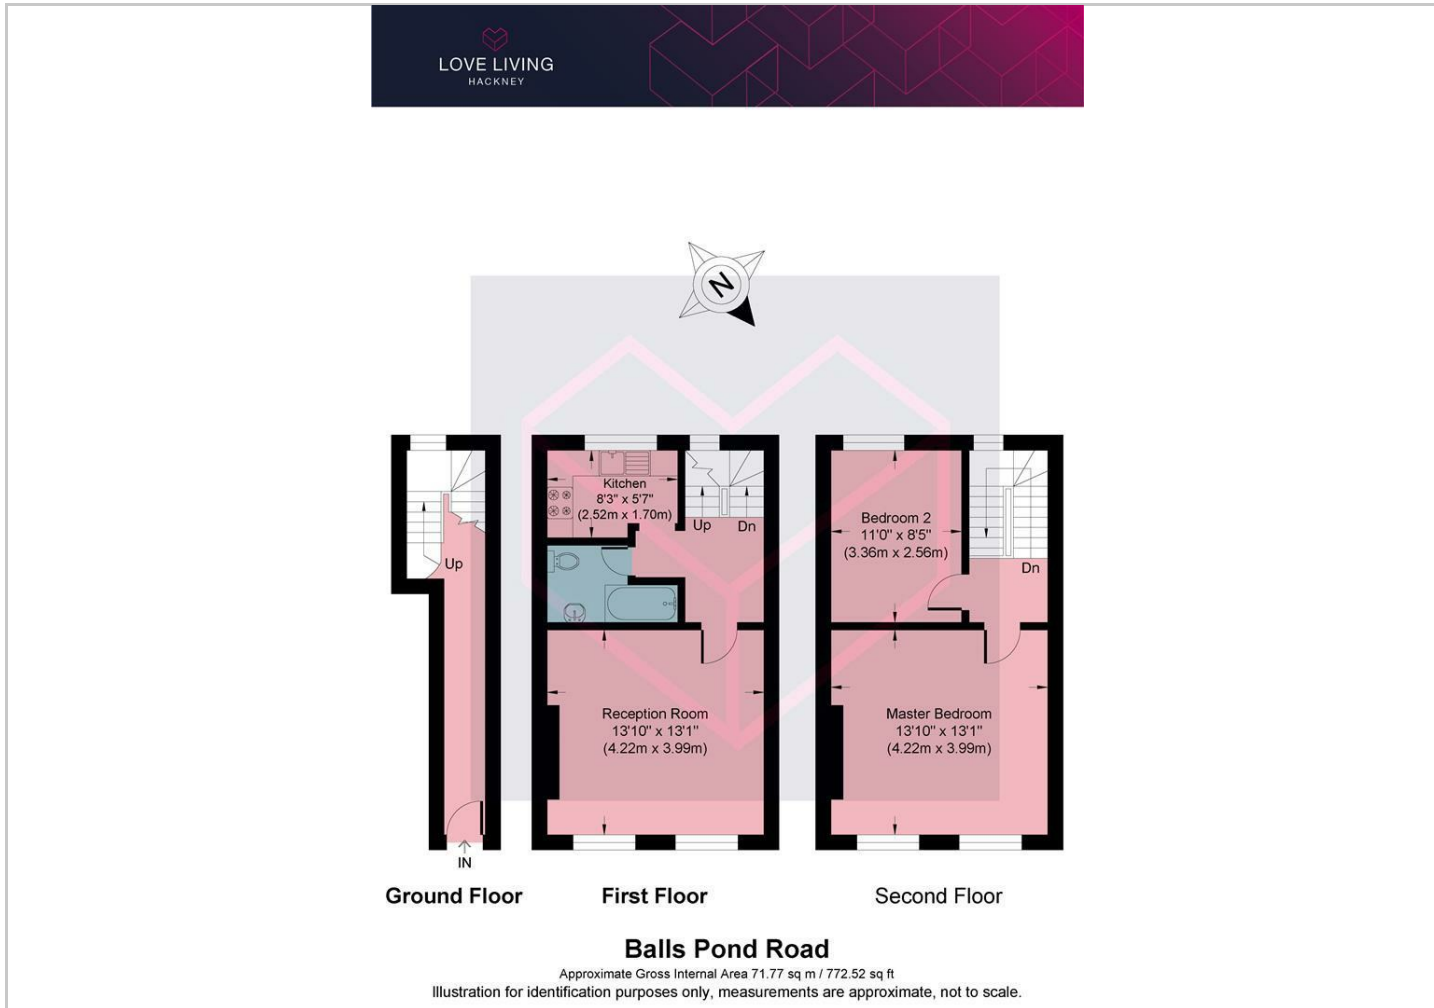 LOVE LIVING
HACKNEY
N
Kitchen
8'3" x 5'7"
(2.52m x 1.70m)
Up
Dn
Bedroom 2
11'0" x 8'5"
(3.36m x 2.56m)
Up
Dn
Reception Room
13'10" x 13'1"
(4.22m x 3.99m)
Master Bedroom
13'10" x 13'1"
(4.22m x 3.99m)
IN
Ground Floor
First Floor
Second Floor
Balls Pond Road
Approximate Gross Internal Area 71.77 sq m / 772.52 sq ft
Illustration for identification purposes only, measurements are approximate, not to scale.